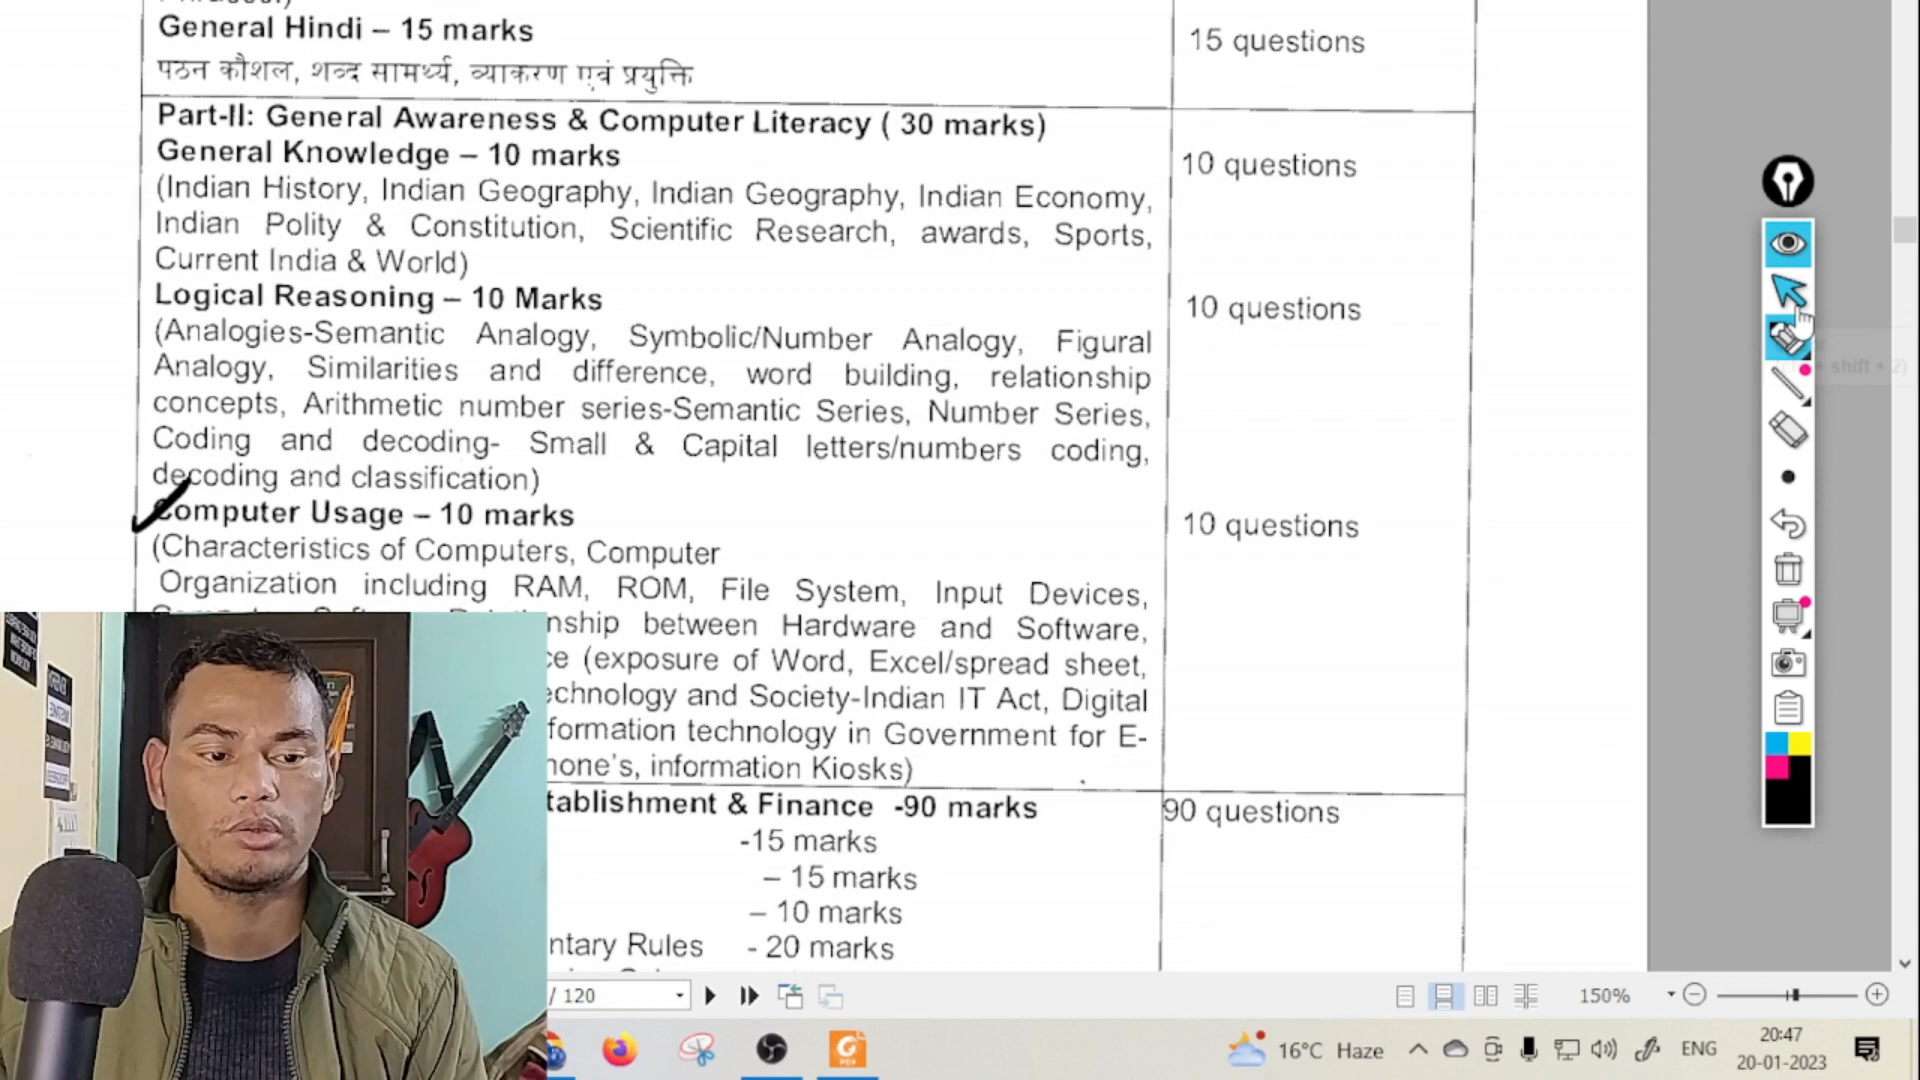 General Hindi – 15 marks
15 questions
पठन कौशल, शब्द सामर्थ्य, व्याकरण एवं प्रयुक्ति
Part-II: General Awareness & Computer Literacy ( 30 marks)
General Knowledge – 10 marks
10 questions
(Indian History, Indian Geography, Indian Geography, Indian Economy,
Indian Polity & Constitution, Scientific Research, awards, Sports,
Current India & World)
Logical Reasoning – 10 Marks
10 questions
(Analogies-Semantic Analogy, Symbolic/Number Analogy, Figural
Analogy, Similarities and difference, word building, relationship
concepts, Arithmetic number series-Semantic Series, Number Series,
Coding and decoding- Small & Capital letters/numbers coding,
decoding and classification)
Computer Usage – 10 marks
10 questions
(Characteristics of Computers, Computer
Organization including RAM, ROM, File System, Input Devices,
nship between Hardware and Software,
ce (exposure of Word, Excel/spread sheet,
echnology and Society-Indian IT Act, Digital
formation technology in Government for E-
hone's, information Kiosks)
tablishment & Finance -90 marks
90 questions
-15 marks
– 15 marks
– 10 marks
ntary Rules - 20 marks
shift + 2)
/ 120
150%
16°C Haze
ENG
20:47
20-01-2023